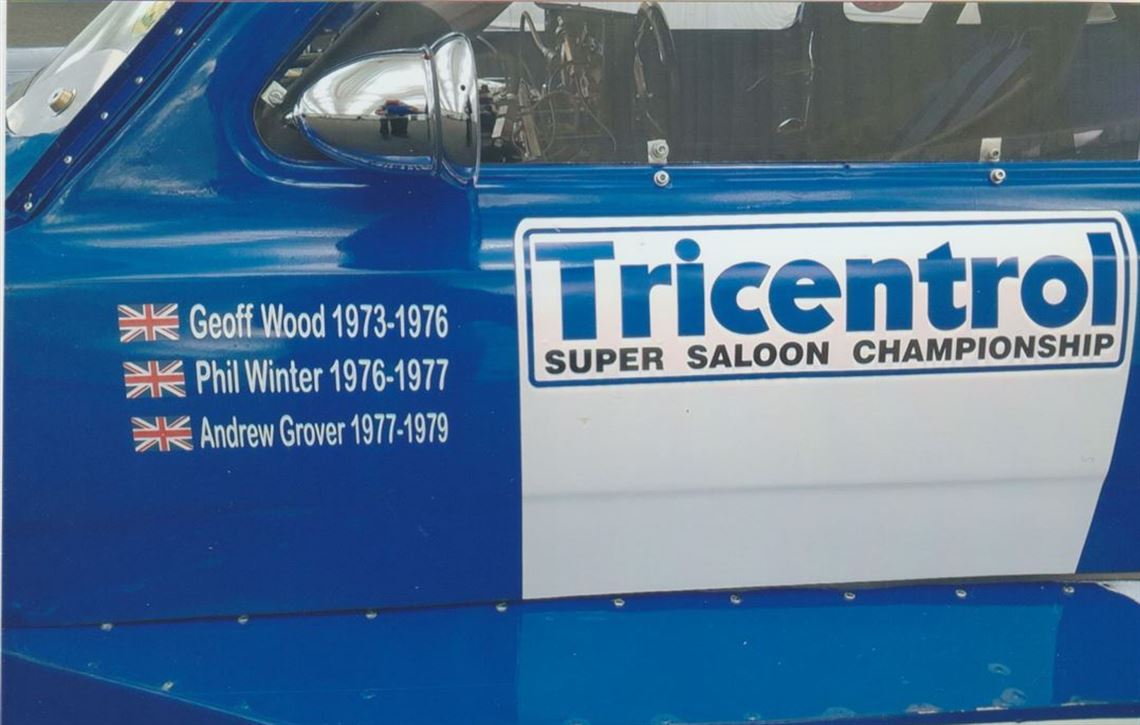 Geoff Wood 1973-1976
Phil Winter 1976-1977
Andrew Grover 1977-1979
Tricentrol
SUPER SALOON CHAMPIONSHIP